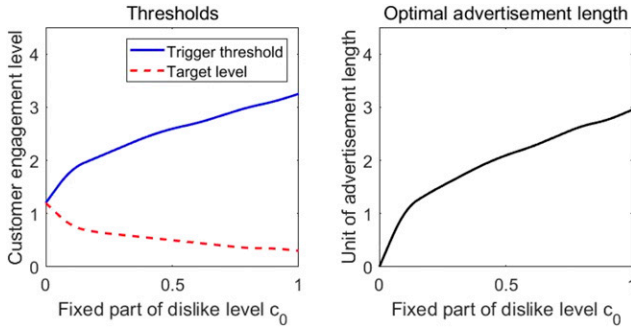 Thresholds
Customer engagement level
4
3
2
1
0
Trigger threshold
Target level
0
0.5
1
Fixed part of dislike level c0
Optimal advertisement length
Unit of advertisement length
4
3
2
1
0
0
0.5
1
Fixed part of dislike level c0